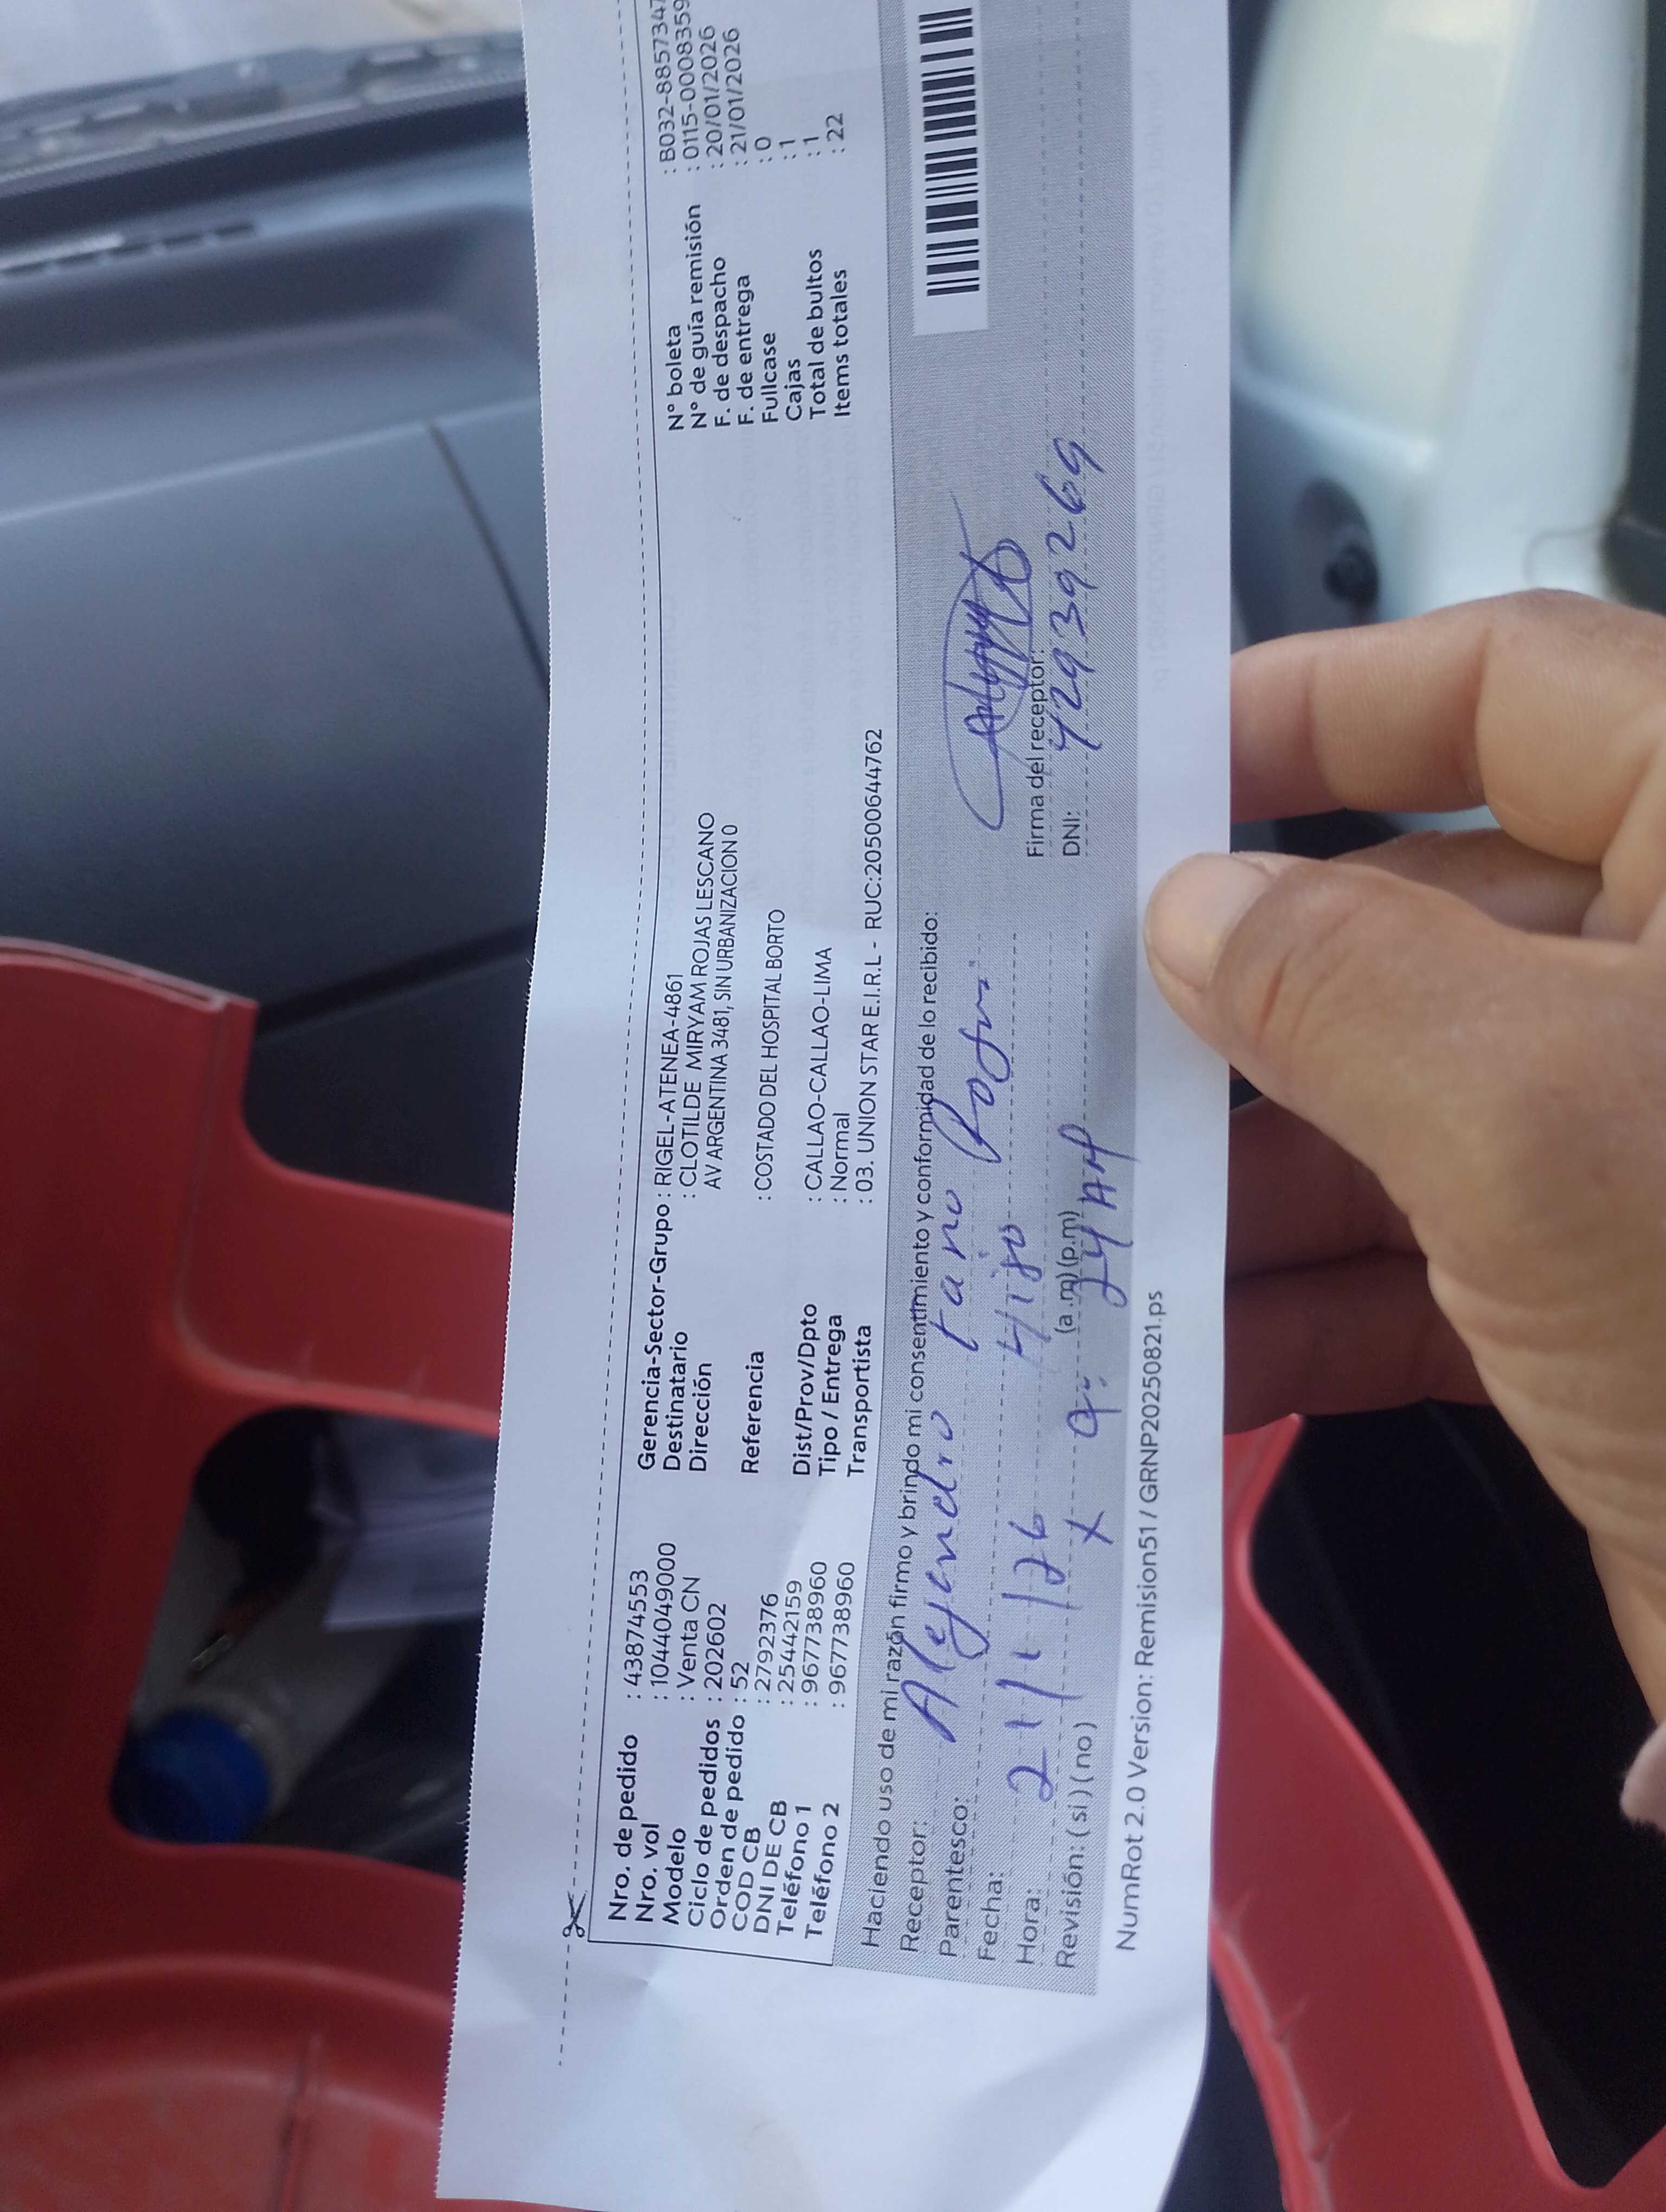 Nro. de pedido : 43874553
Nro. vol : 1044049000
Modelo : Venta CN
Ciclo de pedidos : 202602
Orden de pedido : 52
COD CB : 2792376
DNI DE CB : 25442159
Teléfono 1 : 967738960
Teléfono 2 : 967738960
Gerencia-Sector-Grupo : RIGEL-ATENEA-4861
Destinatario : CLOTILDE MIRYAM ROJAS LESCANO
Dirección AV ARGENTINA 3481, SIN URBANIZACION 0
Referencia : COSTADO DEL HOSPITAL BORTO
Dist/Prov/Dpto : CALLAO-CALLAO-LIMA
Tipo / Entrega : Normal
Transportista : 03. UNION STAR E.I.R.L - RUC:20500644762
N° boleta : B032-8857347
N° de guía remisión : 0115-0008359
F. de despacho : 20/01/2026
F. de entrega : 21/01/2026
Fullcase : 0
Cajas : 1
Total de bultos : 1
Items totales : 22
Haciendo uso de mi razón firmo y brindo mi consentimiento y conformidad de lo recibido:
Receptor: Alejendro
Parentesco: Hijo
Fecha: 21/1/26
Hora: (a.m)(p.m)
Revisión: (si) (no)
Firma del receptor:
DNI: 42939269
NumRot 2.0 Version: Remision51 / GRNP20250821.ps